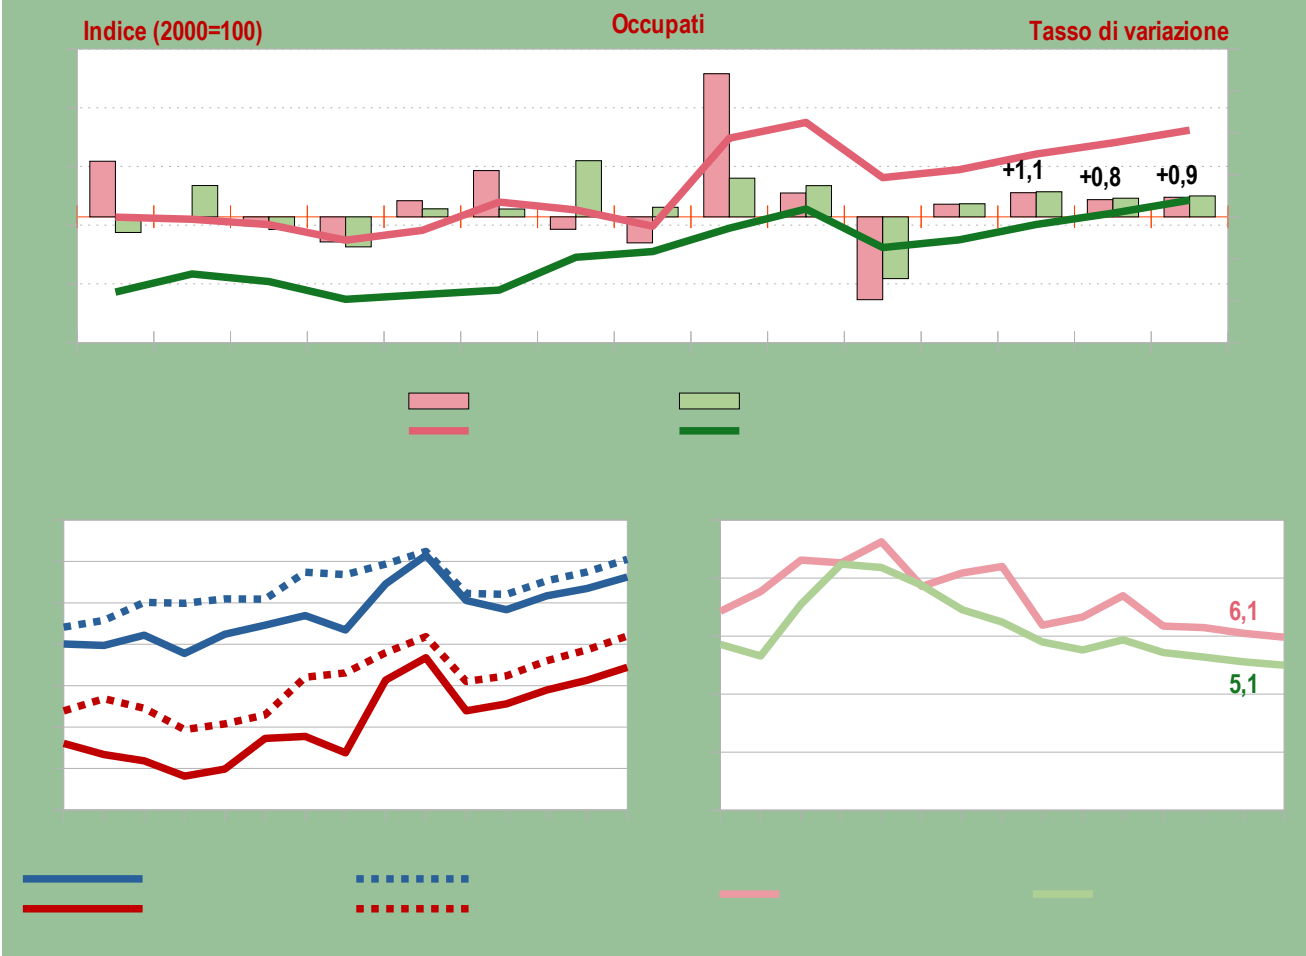 Indice (2000=100)
Occupati
Tasso di variazione
+1,1
+0,8
+0,9
6,1
5,1